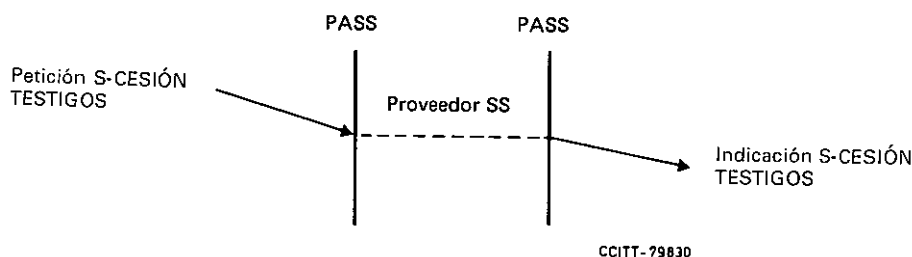 PASS PASS
Petición S-CESIÓN
TESTIGOS
Proveedor SS
Indicación S-CESIÓN
TESTIGOS
CCITT-79830